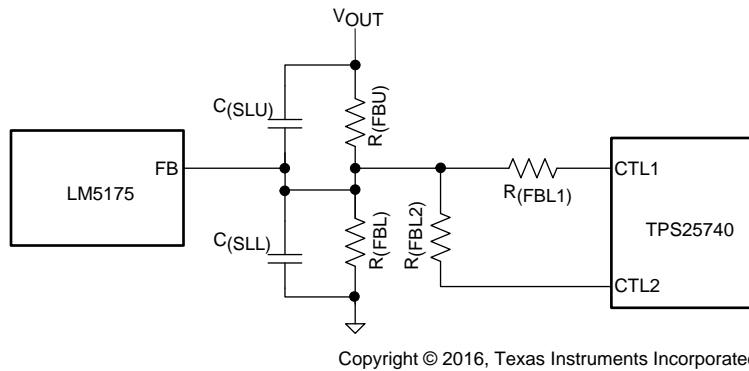 VOUT
C(SLU)
R(FBU)
FB
LM5175
CTL1
R(FBL1)
C(SLL)
R(FBL)
R(FBL2)
TPS25740
CTL2
Copyright © 2016, Texas Instruments Incorporated